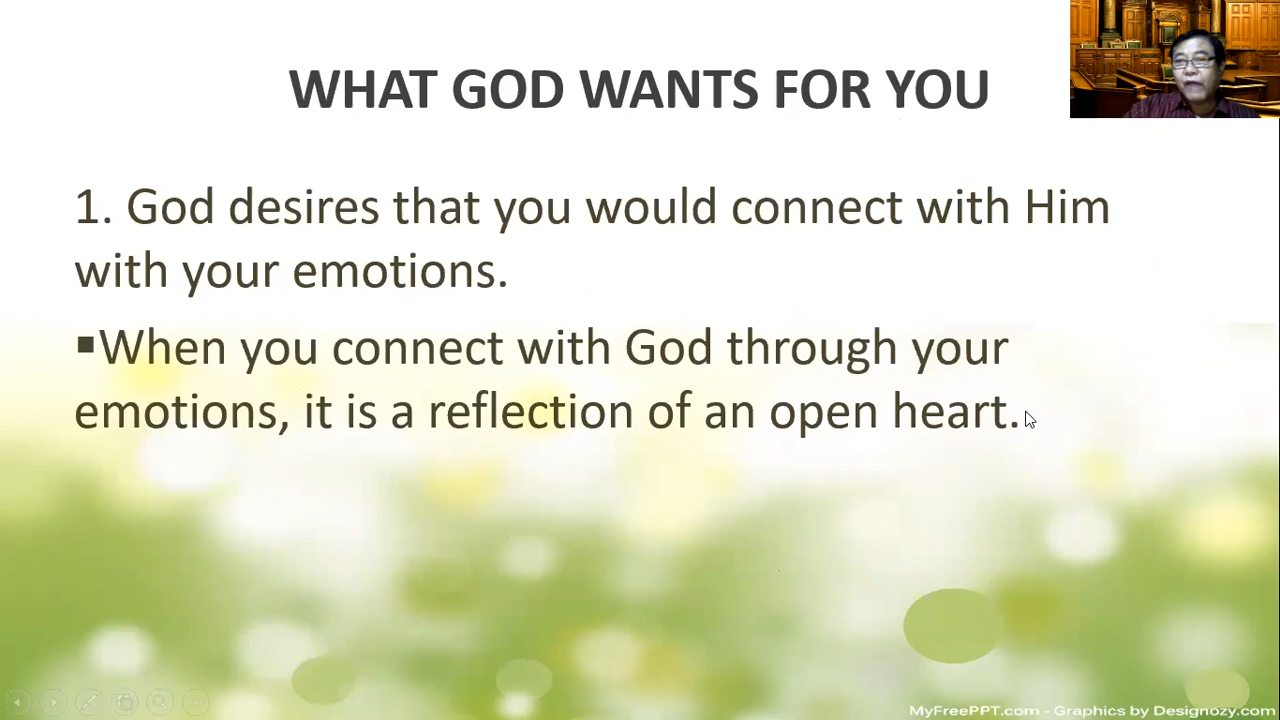 WHAT GOD WANTS FOR YOU
1. God desires that you would connect with Him
with your emotions.
▪When you connect with God through your
emotions, it is a reflection of an open heart.
MyFreePPT.com - Graphics by Designozy.com